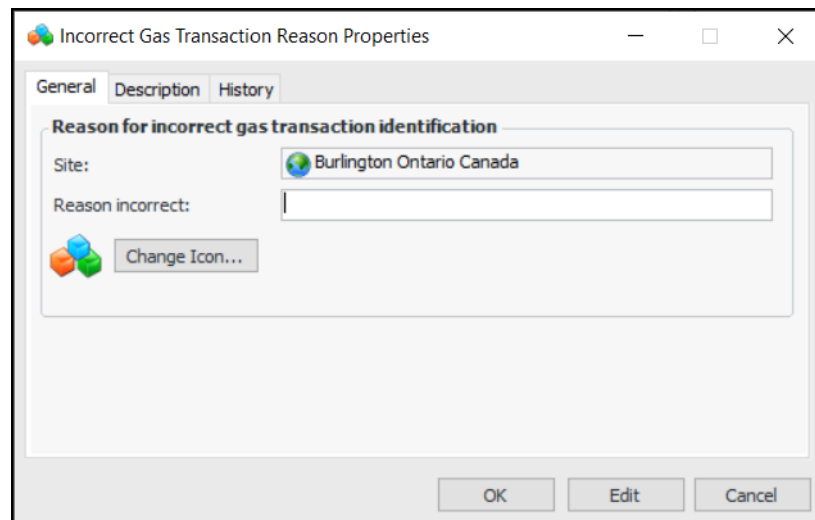 Incorrect Gas Transaction Reason Properties
General Description History
Reason for incorrect gas transaction identification
Site: Burlington Ontario Canada
Reason incorrect:
Change Icon...
OK Edit Cancel